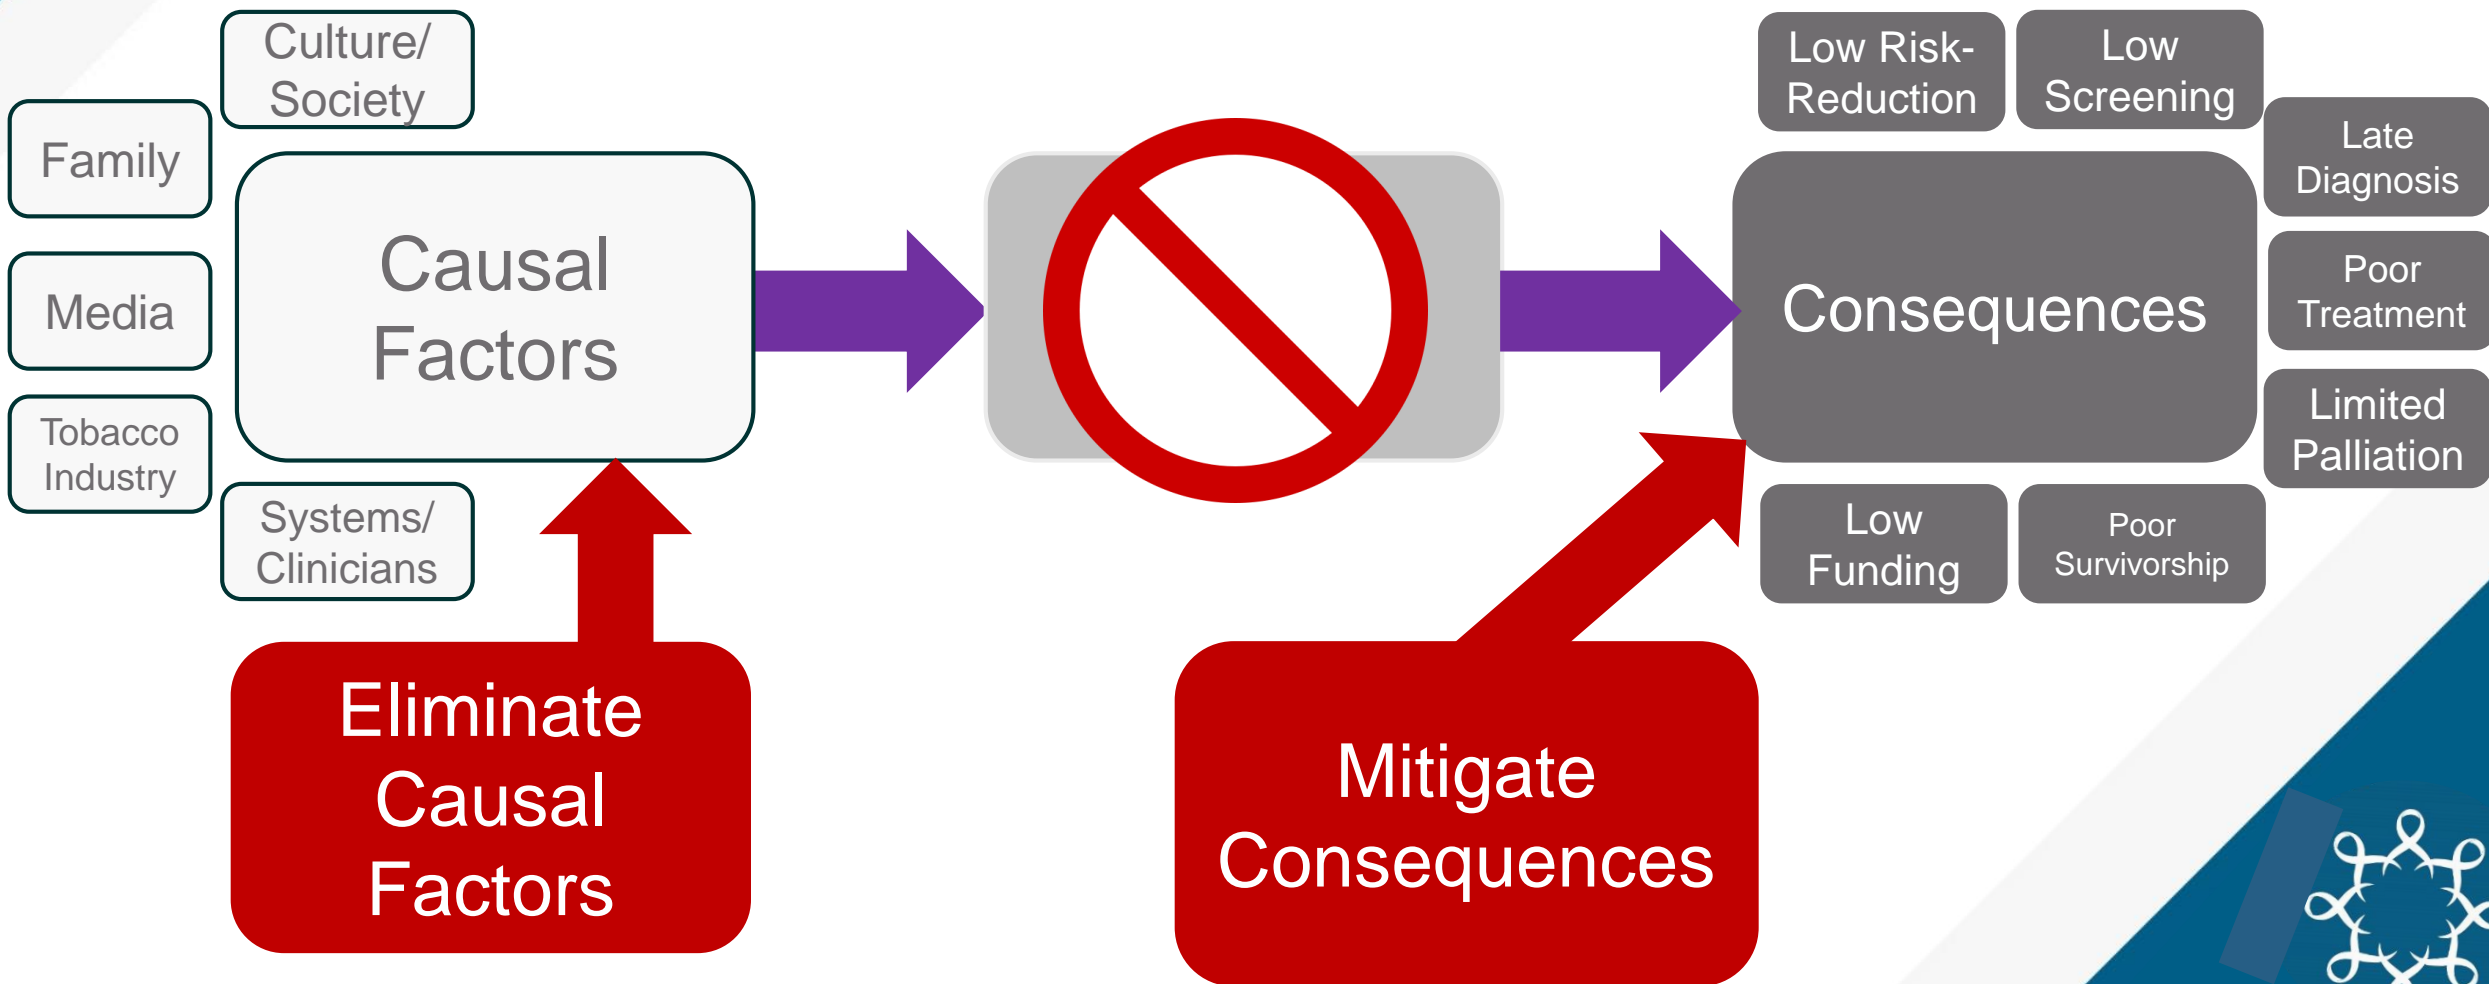 Culture/
Society
Family
Media
Tobacco
Industry
Systems/
Clinicians
Causal
Factors
Eliminate
Causal
Factors
Mitigate
Consequences
Consequences
Low Risk-
Reduction
Low
Screening
Late
Diagnosis
Poor
Treatment
Limited
Palliation
Low
Funding
Poor
Survivorship